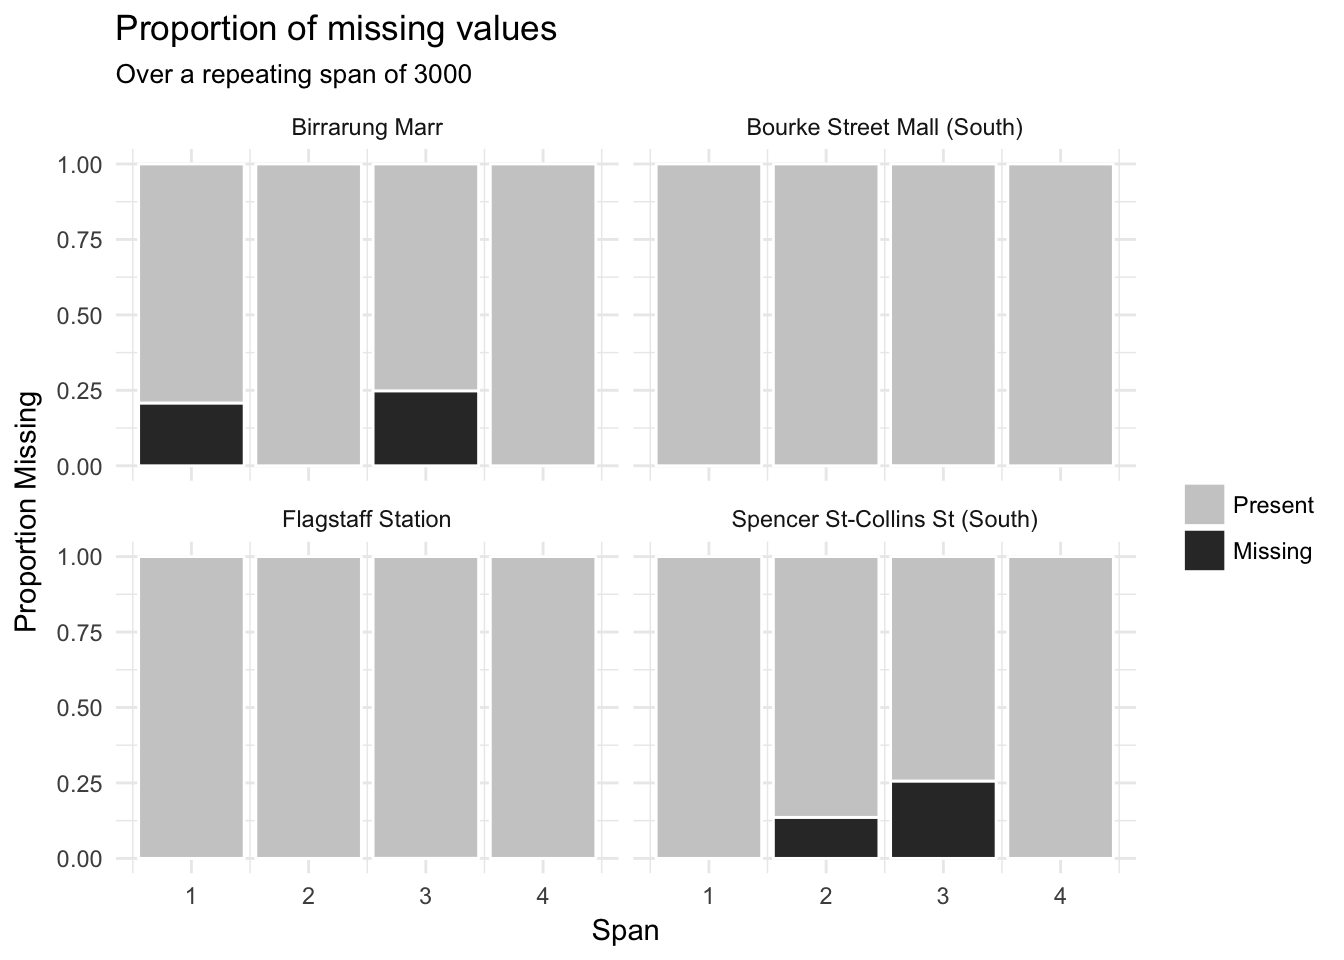 Proportion of missing values
Over a repeating span of 3000
Birrarung Marr
Bourke Street Mall (South)
1.00
0.75
0.50
0.25
0.00
Flagstaff Station
Spencer St-Collins St (South)
1.00
0.75
0.50
0.25
0.00
1 2 3 4
1 2 3 4
Span
Proportion Missing
Present
Missing